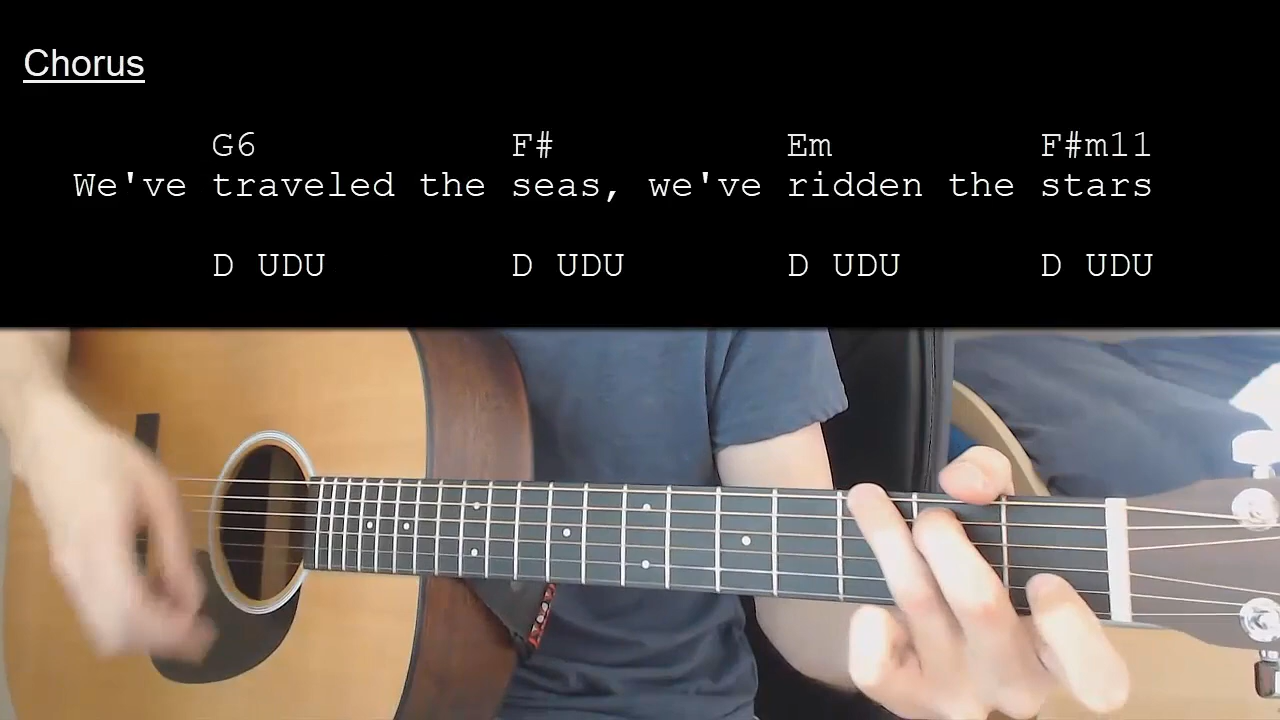 Chorus
G6 F# Em F#m11
We've traveled the seas, we've ridden the stars
D UDU D UDU D UDU D UDU